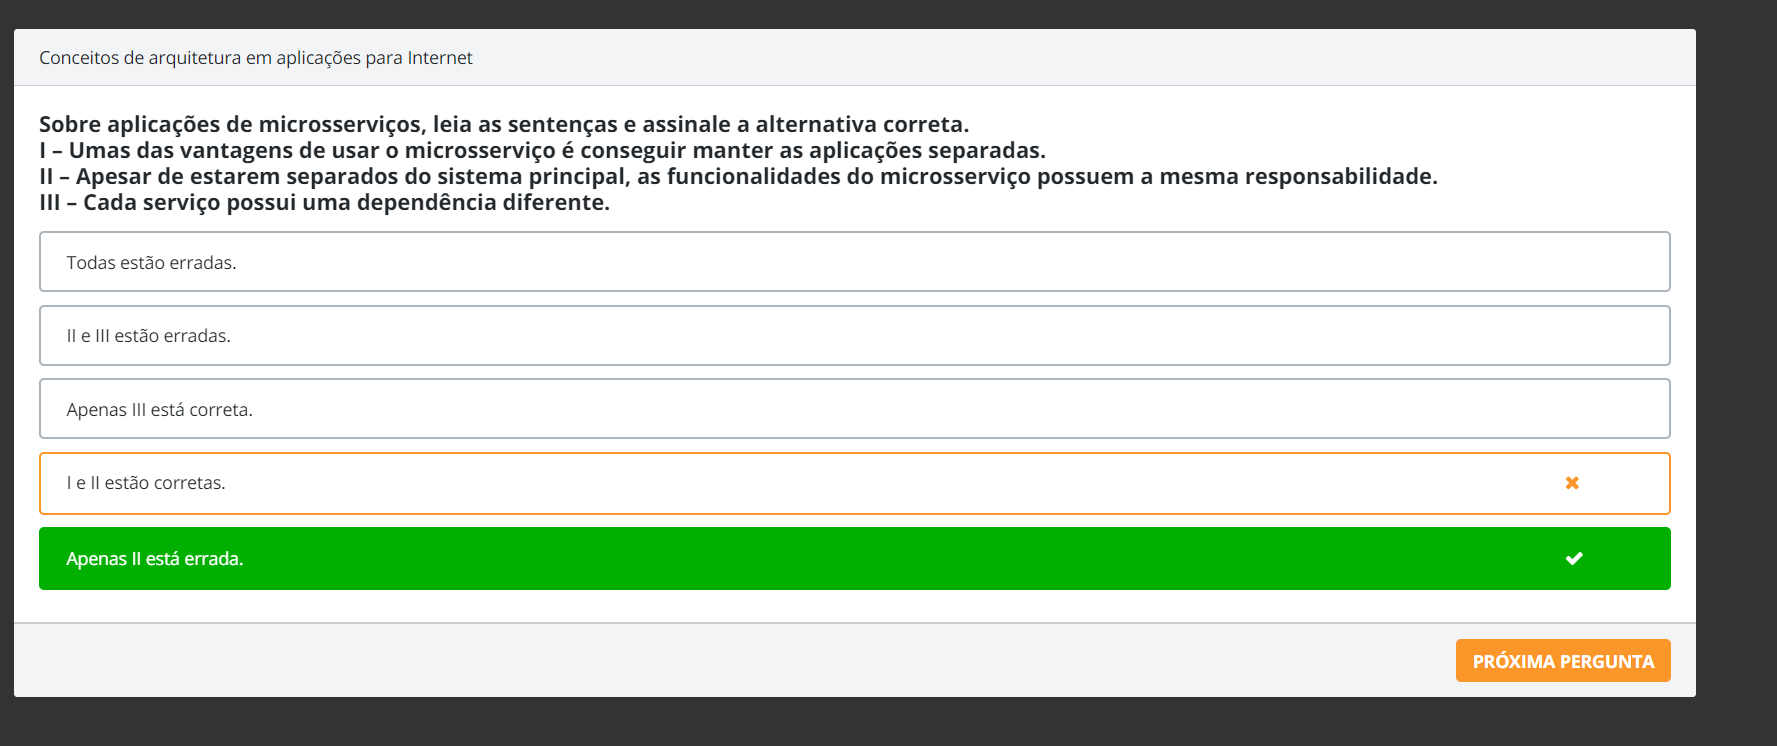 Conceitos de arquitetura em aplicações para Internet
Sobre aplicações de microsserviços, leia as sentenças e assinale a alternativa correta.
I – Umas das vantagens de usar o microsserviço é conseguir manter as aplicações separadas.
II – Apesar de estarem separados do sistema principal, as funcionalidades do microsserviço possuem a mesma responsabilidade.
III – Cada serviço possui uma dependência diferente.
Todas estão erradas.
II e III estão erradas.
Apenas III está correta.
I e II estão corretas.
Apenas II está errada.
PRÓXIMA PERGUNTA